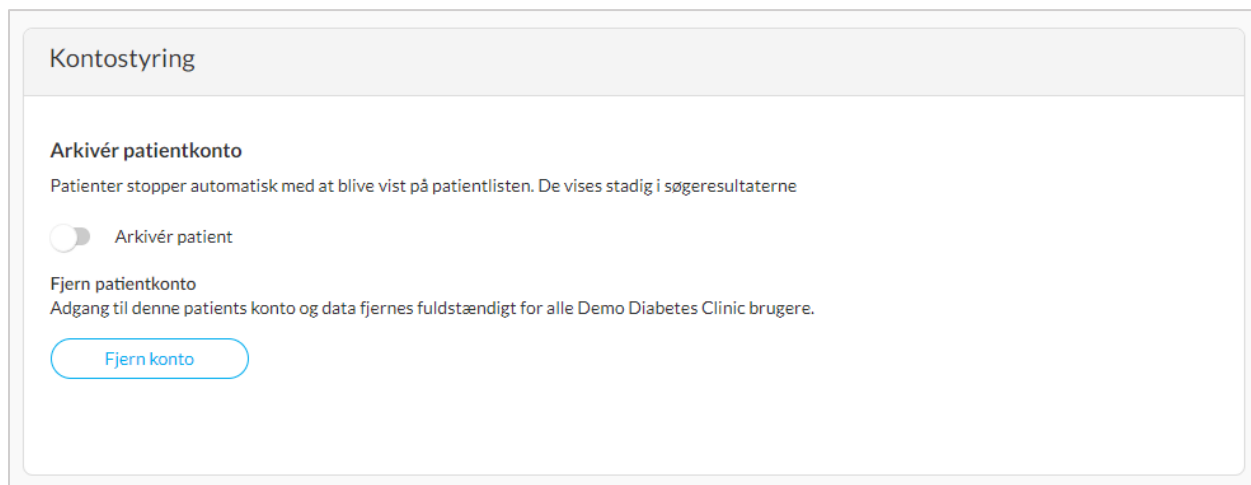 Kontostyring
Arkivér patientkonto
Patienter stopper automatisk med at blive vist på patientlisten. De vises stadig i søgeresultaterne
Arkivér patient
Fjern patientkonto
Adgang til denne patients konto og data fjernes fuldstændigt for alle Demo Diabetes Clinic brugere.
Fjern konto